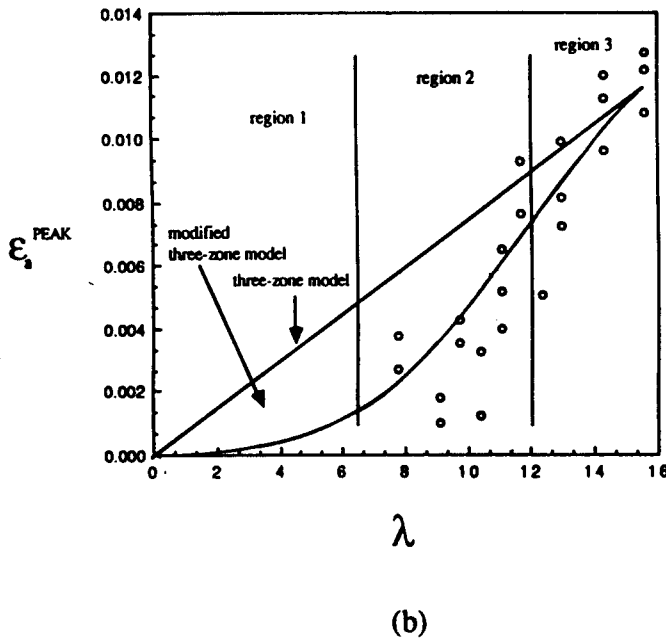 0.014
0.012
0.010
0.008
0.006
0.004
0.002
0.000
region 1
region 2
region 3
modified
three-zone model
three-zone model
ε_a^PEAK
0 2 4 6 8 10 12 14 16
λ
(b)